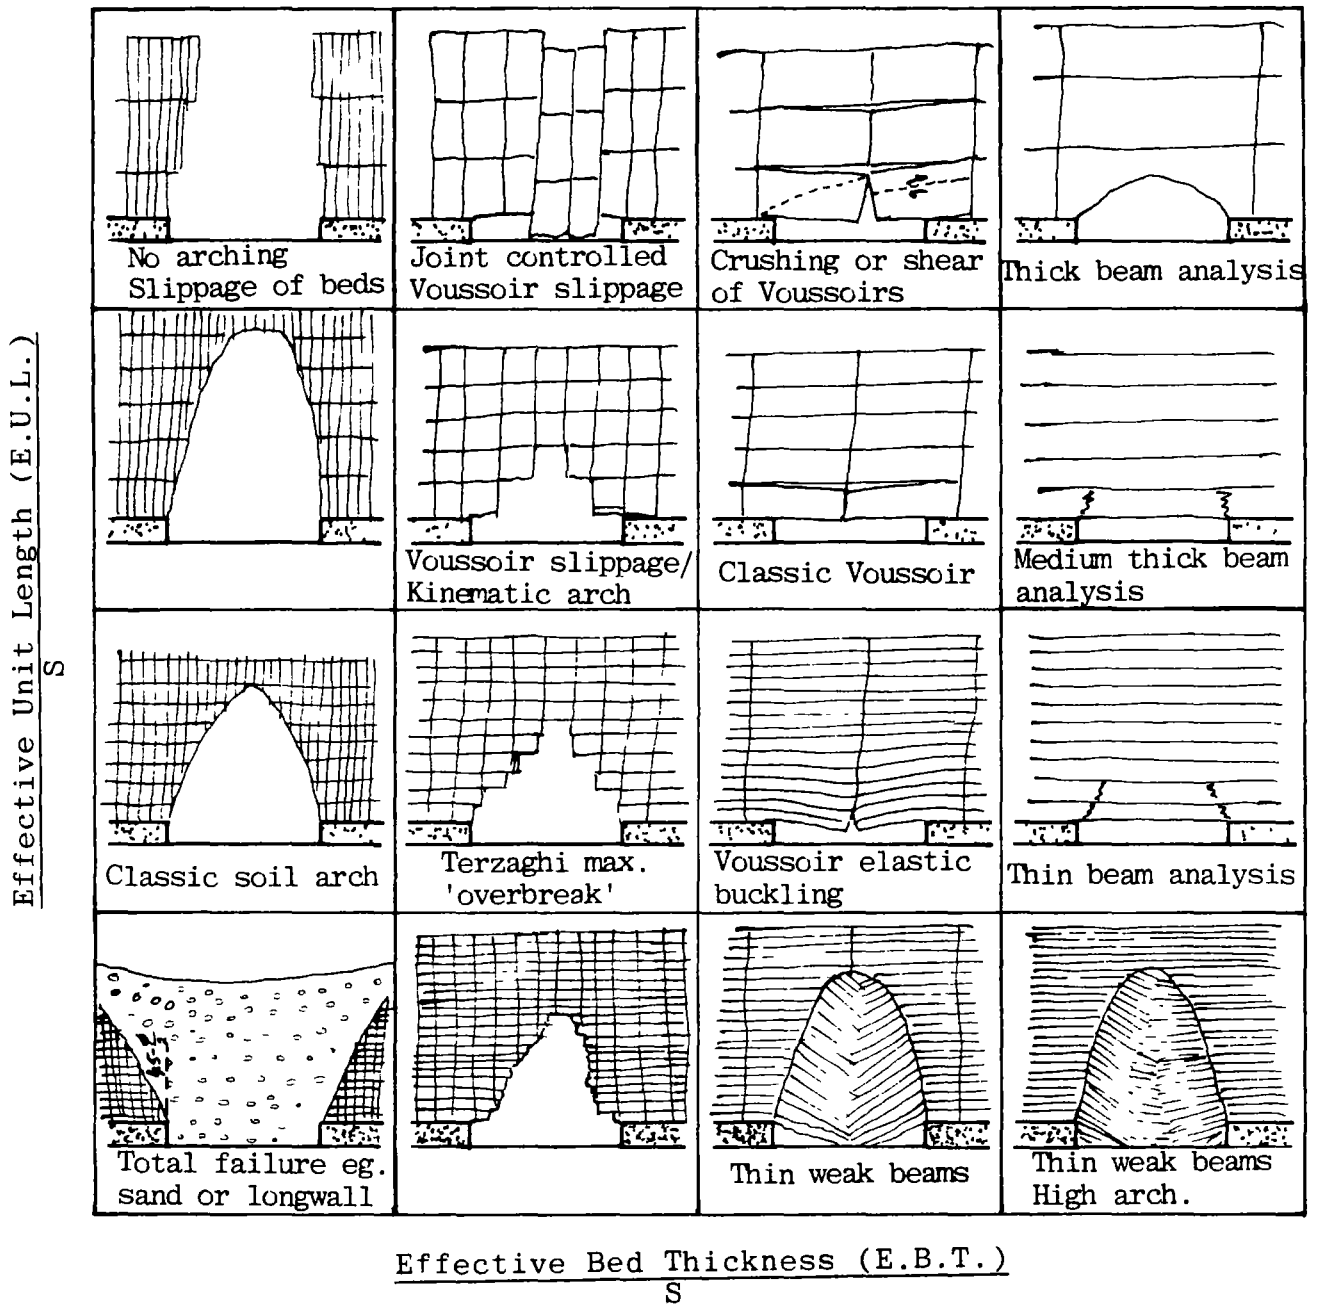 No arching
Slippage of beds
Joint controlled
Voussoir slippage
Crushing or shear
of Voussoirs
Thick beam analysis
Voussoir slippage/
Kinematic arch
Classic Voussoir
Medium thick beam
analysis
Classic soil arch
Terzaghi max.
'overbreak'
Voussoir elastic
buckling
Thin beam analysis
Total failure eg.
sand or longwall
Thin weak beams
Thin weak beams
High arch.
Effective Unit Length (E.U.L.)
S
Effective Bed Thickness (E.B.T.)
S